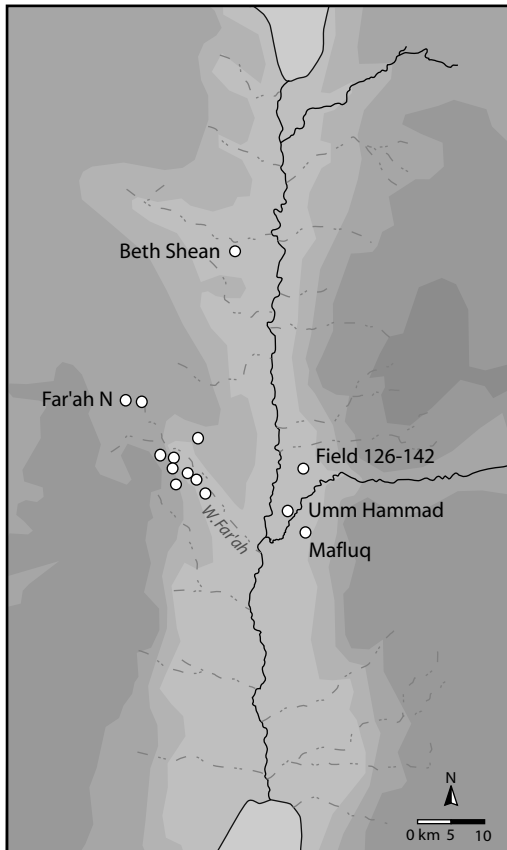 Beth Shean
Far'ah N
Field 126-142
Umm Hammad
W.Far'ah
Mafluq
N
0 km 5 10